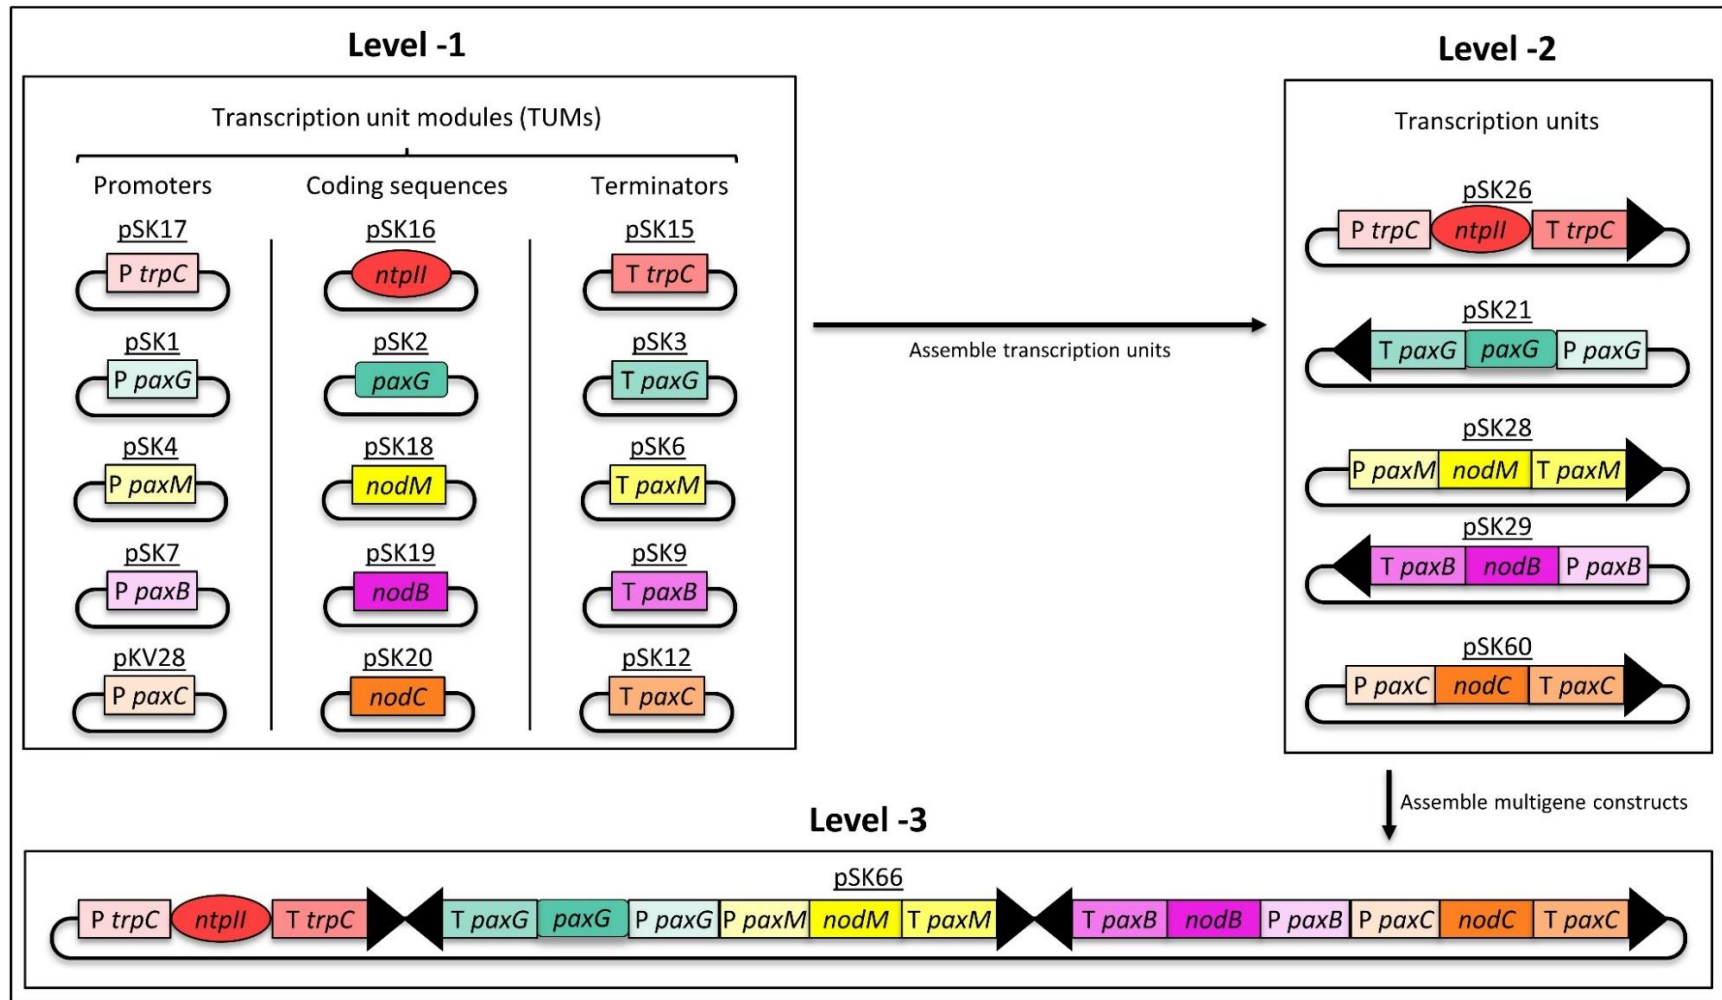 Level -1
Transcription unit modules (TUMs)
Promoters Coding sequences Terminators
pSK17 pSK16 pSK15
P trpC ntpII T trpC
pSK1 pSK2 pSK3
P paxG paxG T paxG
pSK4 pSK18 pSK6
P paxM nodM T paxM
pSK7 pSK19 pSK9
P paxB nodB T paxB
pKV28 pSK20 pSK12
P paxC nodC T paxC
Assemble transcription units
Level -2
Transcription units
pSK26
P trpC ntpII T trpC
pSK21
T paxG paxG P paxG
pSK28
P paxM nodM T paxM
pSK29
T paxB nodB P paxB
pSK60
P paxC nodC T paxC
Assemble multigene constructs
Level -3
pSK66
P trpC ntpII T trpC T paxG paxG P paxG P paxM nodM T paxM T paxB nodB P paxB P paxC nodC T paxC